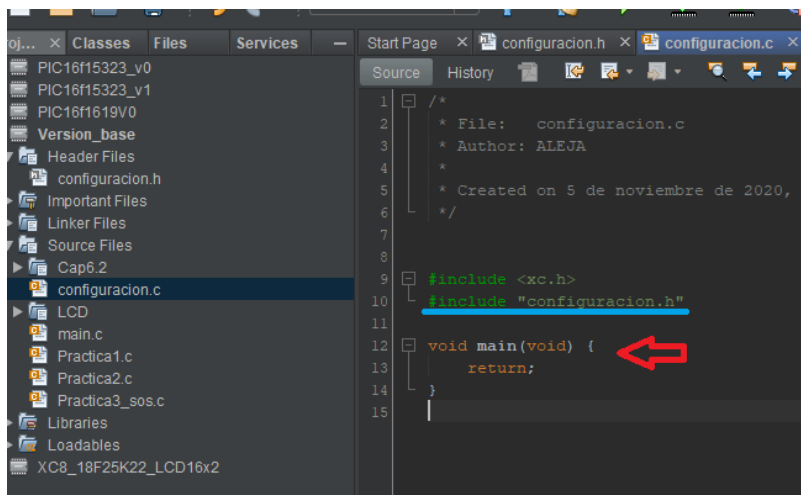 Classes Files Services
Start Page configuracion.h configuracion.c
PIC16f15323_v0
PIC16f15323_v1
PIC16f1619V0
Version_base
Header Files
configuracion.h
Important Files
Linker Files
Source Files
Cap6.2
configuracion.c
LCD
main.c
Practica1.c
Practica2.c
Practica3_sos.c
Libraries
Loadables
XC8_18F25K22_LCD16x2
Source History
1 /*
2 * File: configuracion.c
3 * Author: ALEJA
4 *
5 * Created on 5 de noviembre de 2020,
6 */
7
8
9 #include <xc.h>
10 #include "configuracion.h"
11
12 void main(void) {
13 return;
14 }
15